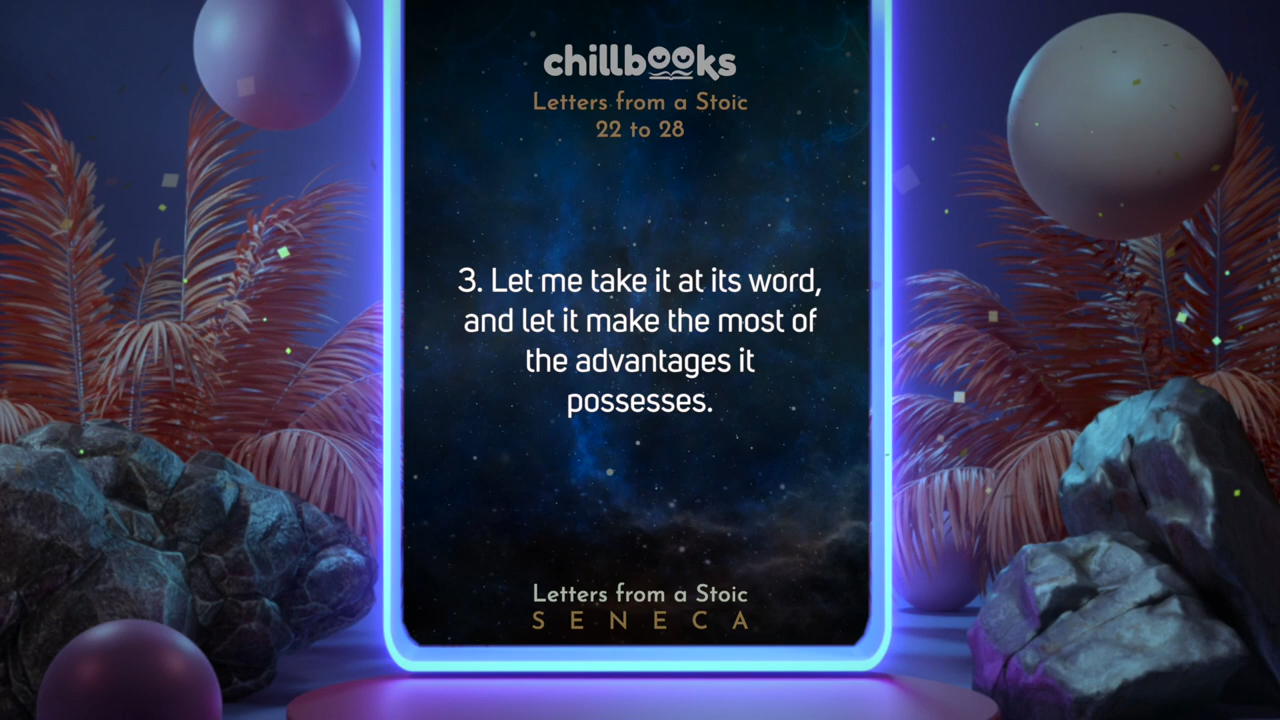 chillbooks
Letters from a Stoic
22 to 28
3. Let me take it at its word,
and let it make the most of
the advantages it
possesses.
Letters from a Stoic
SENECA